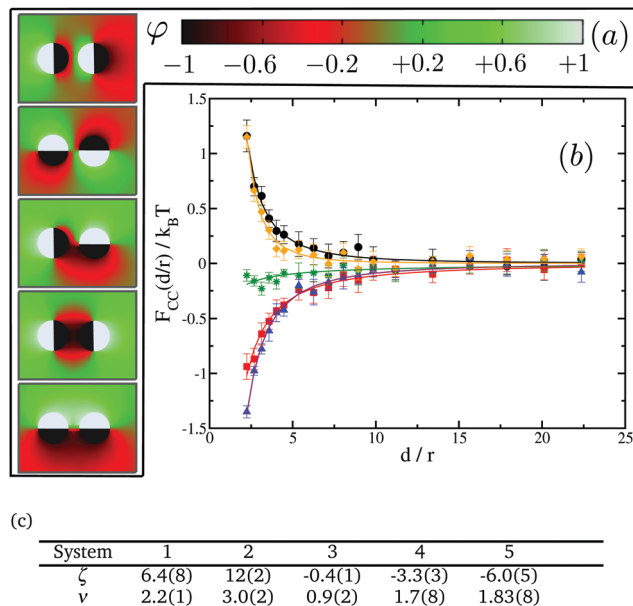 φ (a)
−1 −0.6 −0.2 +0.2 +0.6 +1
(b)
1.5
1
0.5
0
-0.5
-1
-1.5
F_CC(d/r) / k_BT
0 5 10 15 20 25
d / r
(c)
System 1 2 3 4 5
ζ 6.4(8) 12(2) -0.4(1) -3.3(3) -6.0(5)
ν 2.2(1) 3.0(2) 0.9(2) 1.7(8) 1.83(8)